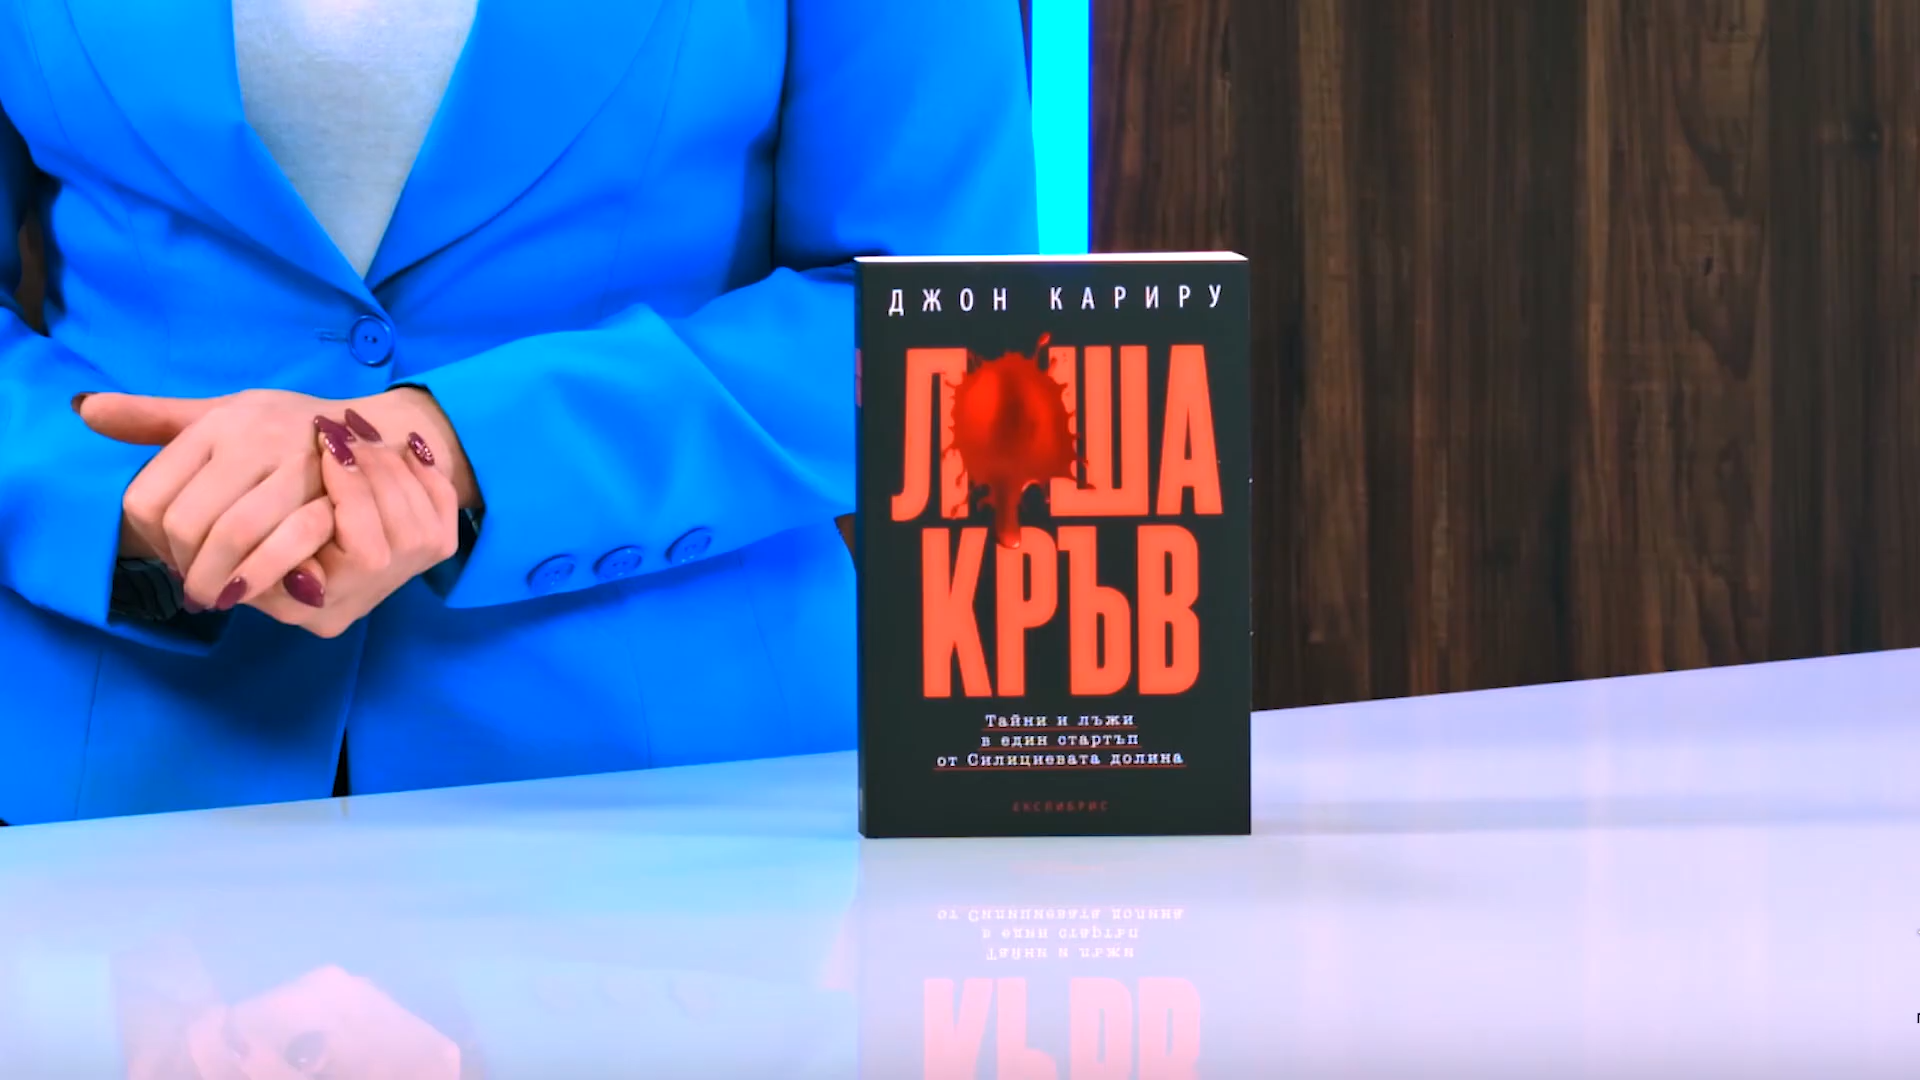 ДЖОН КАРИРУ
ЛОША
КРЪВ
Тайни и лъжи
в един стартъп
от Силициевата долина
ЕКСЛИБРИС